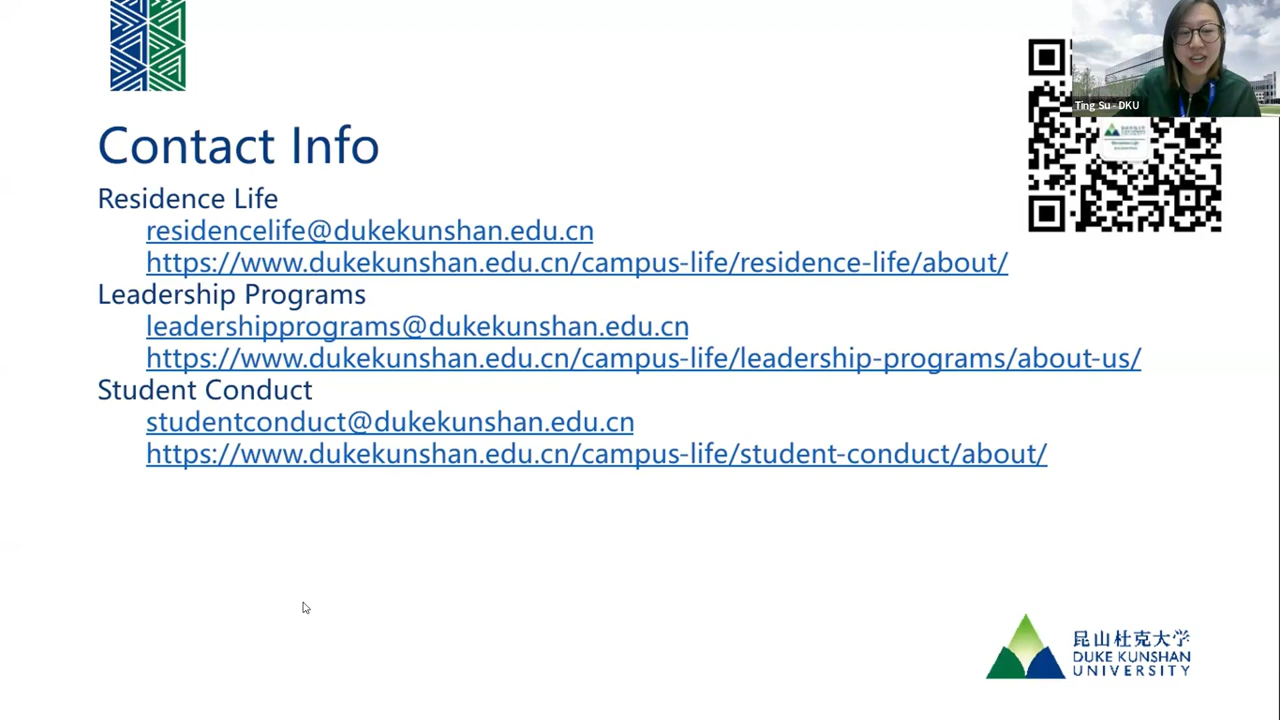 Ting Su - DKU
Contact Info
Residence Life
residencelife@dukekunshan.edu.cn
https://www.dukekunshan.edu.cn/campus-life/residence-life/about/
Leadership Programs
leadershipprograms@dukekunshan.edu.cn
https://www.dukekunshan.edu.cn/campus-life/leadership-programs/about-us/
Student Conduct
studentconduct@dukekunshan.edu.cn
https://www.dukekunshan.edu.cn/campus-life/student-conduct/about/
昆山杜克大学
DUKE KUNSHAN
UNIVERSITY